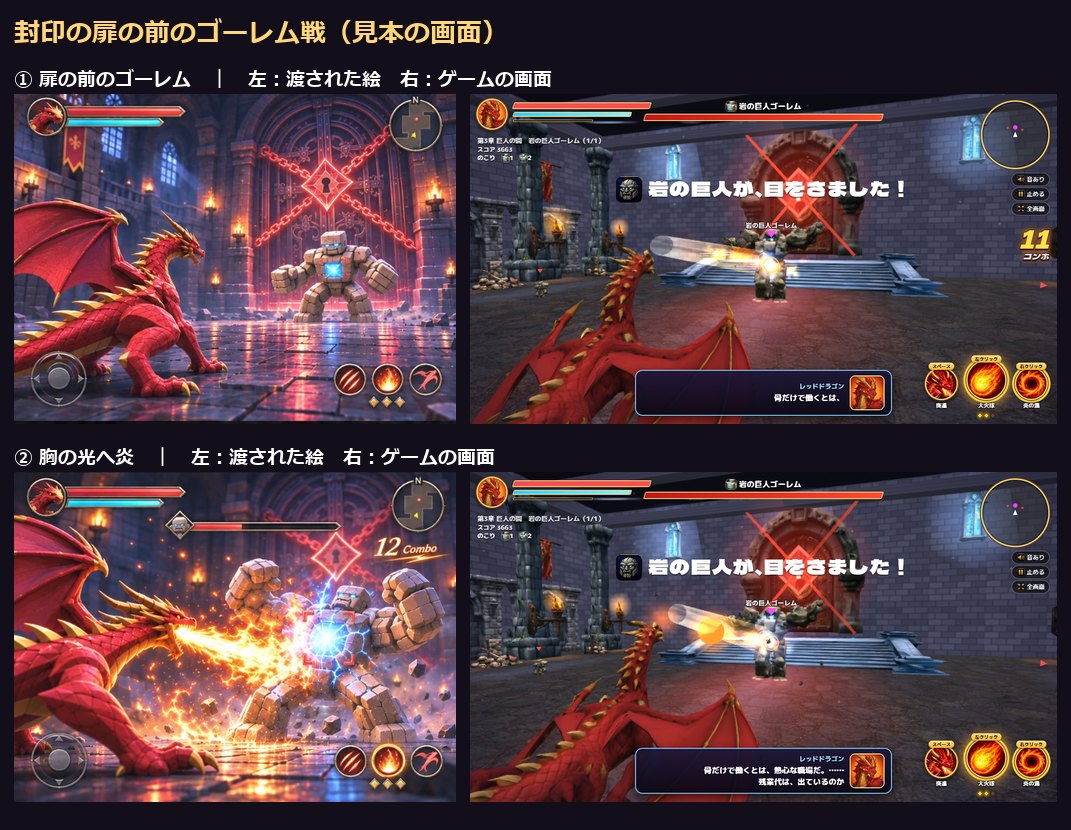 封印の扉の前のゴーレム戦（見本の画面）
① 扉の前のゴーレム ｜ 左：渡された絵 右：ゲームの画面
N
岩の巨人ゴーレム
第3章 巨人の間 岩の巨人ゴーレム（1/1）
スコア 3663
のこり 1 2
音あり
止める
全画面
岩の巨人が、目をさました！
岩の巨人ゴーレム
11
コンボ
レッドドラゴン
骨だけで働くとは、
スペース
左クリック
右クリック
突進
大火球
炎の渦
② 胸の光へ炎 ｜ 左：渡された絵 右：ゲームの画面
N
12 Combo
岩の巨人ゴーレム
第3章 巨人の間 岩の巨人ゴーレム（1/1）
スコア 3663
のこり 1 2
音あり
止める
全画面
岩の巨人が、目をさました！
岩の巨人ゴーレム
レッドドラゴン
骨だけで働くとは、熱心な職場だ。……
残業代は、出ているのか
スペース
左クリック
右クリック
突進
大火球
炎の渦